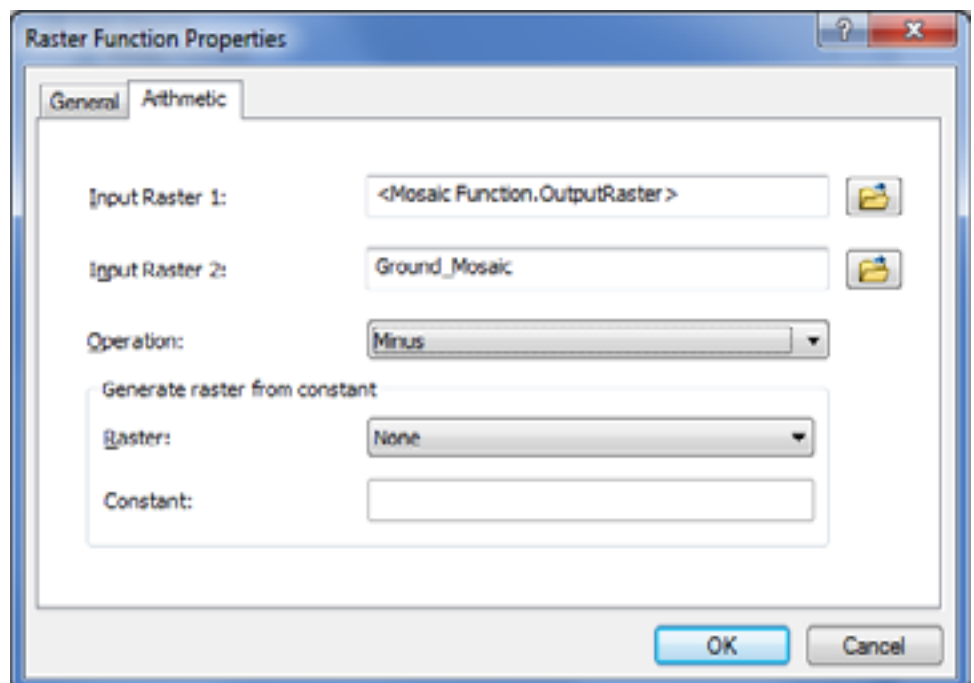 Raster Function Properties
?
General Arithmetic
Input Raster 1: <Mosaic Function.OutputRaster>
Input Raster 2: Ground_Mosaic
Operation: Minus
Generate raster from constant
Raster: None
Constant:
OK Cancel